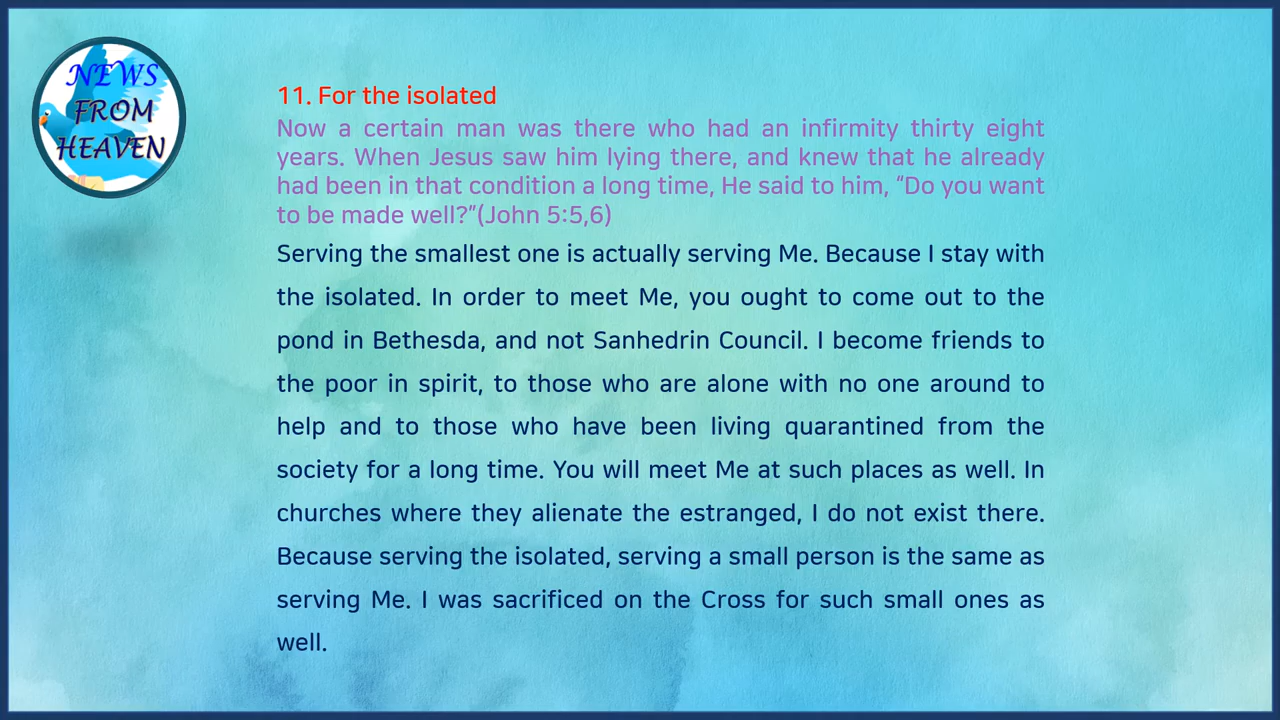 NEWS
FROM
HEAVEN
11. For the isolated
Now a certain man was there who had an infirmity thirty eight
years. When Jesus saw him lying there, and knew that he already
had been in that condition a long time, He said to him, “Do you want
to be made well?”(John 5:5,6)
Serving the smallest one is actually serving Me. Because I stay with
the isolated. In order to meet Me, you ought to come out to the
pond in Bethesda, and not Sanhedrin Council. I become friends to
the poor in spirit, to those who are alone with no one around to
help and to those who have been living quarantined from the
society for a long time. You will meet Me at such places as well. In
churches where they alienate the estranged, I do not exist there.
Because serving the isolated, serving a small person is the same as
serving Me. I was sacrificed on the Cross for such small ones as
well.